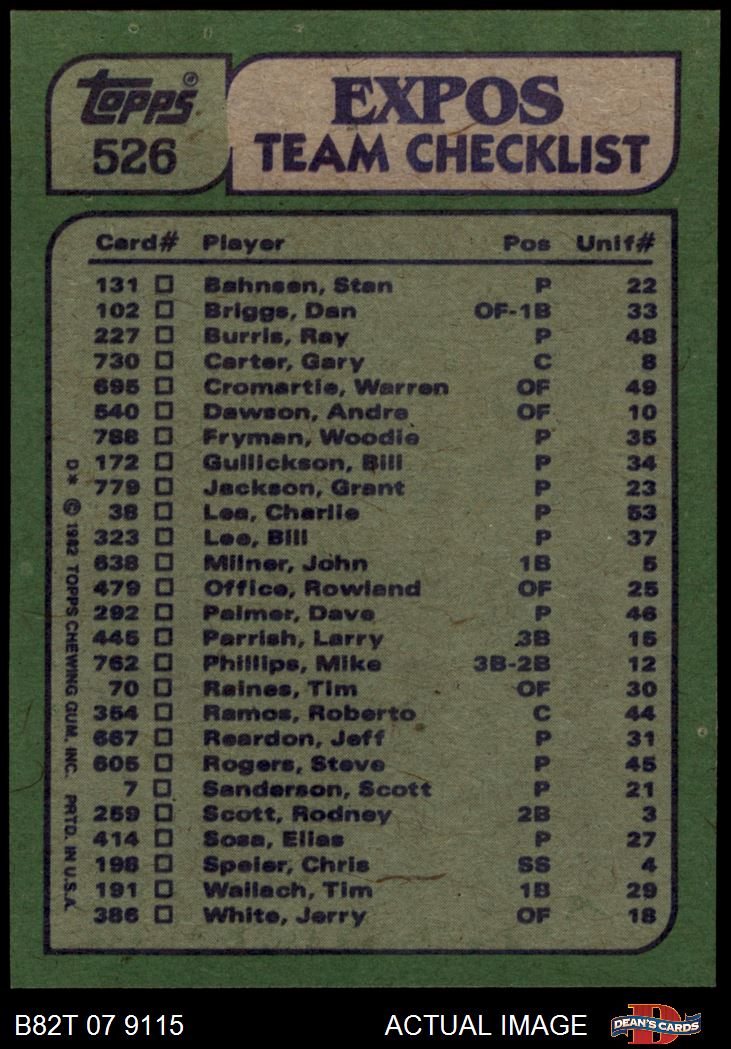 topps®
526
EXPOS
TEAM CHECKLIST
Card# Player Pos Unif#
131 Bahnsen, Stan P 22
102 Briggs, Dan OF-1B 33
227 Burris, Ray P 48
730 Carter, Gary C 8
695 Cromartie, Warren OF 49
540 Dawson, Andre OF 10
788 Fryman, Woodie P 35
172 Gullickson, Bill P 34
779 Jackson, Grant P 23
38 Lea, Charlie P 53
323 Lee, Bill P 37
638 Milner, John 1B 5
479 Office, Rowland OF 25
292 Palmer, Dave P 46
445 Parrish, Larry 3B 15
762 Phillips, Mike 3B-2B 12
70 Raines, Tim OF 30
354 Ramos, Roberto C 44
667 Reardon, Jeff P 31
605 Rogers, Steve P 45
7 Sanderson, Scott P 21
259 Scott, Rodney 2B 3
414 Sosa, Elias P 27
198 Speier, Chris SS 4
191 Wallach, Tim 1B 29
386 White, Jerry OF 18
D* © 1982 TOPPS CHEWING GUM, INC. PRTD. IN U.S.A.
B82T 07 9115 ACTUAL IMAGE
D
DEAN'S CARDS